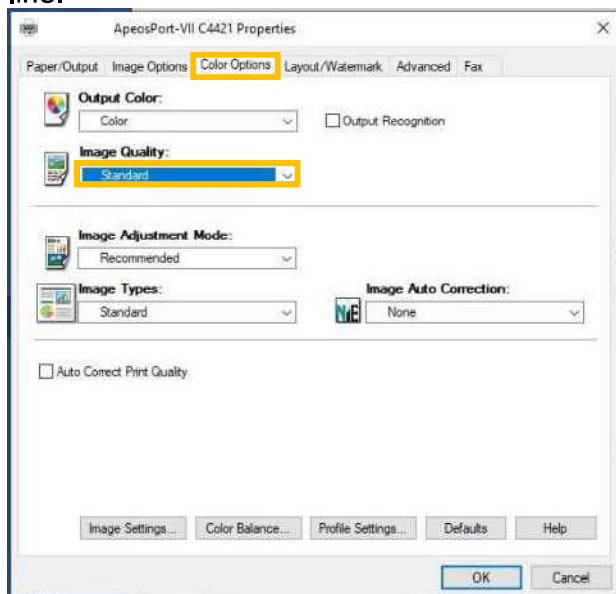 line.
ApeosPort-VII C4421 Properties
Paper/Output Image Options Color Options Layout/Watermark Advanced Fax
Output Color:
Color
Output Recognition
Image Quality:
Standard
Image Adjustment Mode:
Recommended
Image Types:
Standard
Image Auto Correction:
None
Auto Correct Print Quality
Image Settings... Color Balance... Profile Settings... Defaults Help
OK Cancel